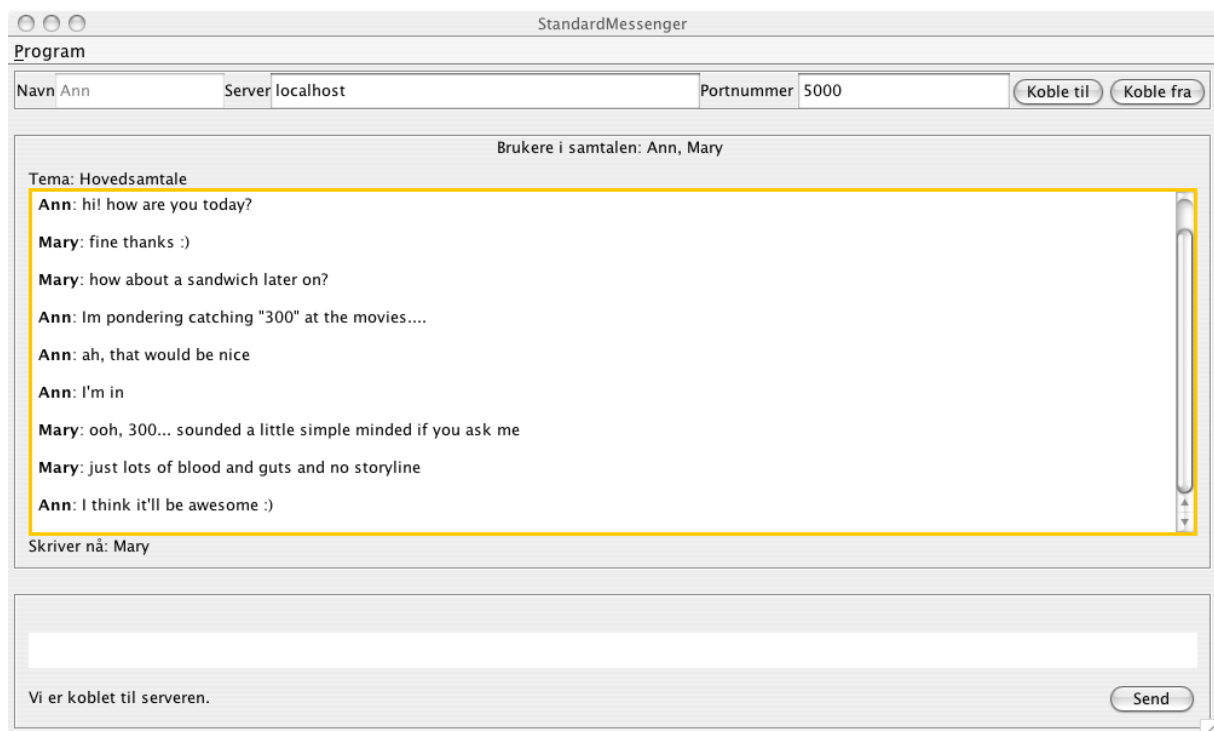 StandardMessenger
Program
Navn Ann Server localhost Portnummer 5000 Koble til Koble fra
Brukere i samtalen: Ann, Mary
Tema: Hovedsamtale
Ann: hi! how are you today?
Mary: fine thanks :)
Mary: how about a sandwich later on?
Ann: Im pondering catching "300" at the movies....
Ann: ah, that would be nice
Ann: I'm in
Mary: ooh, 300... sounded a little simple minded if you ask me
Mary: just lots of blood and guts and no storyline
Ann: I think it'll be awesome :)
Skriver nå: Mary
Vi er koblet til serveren.
Send